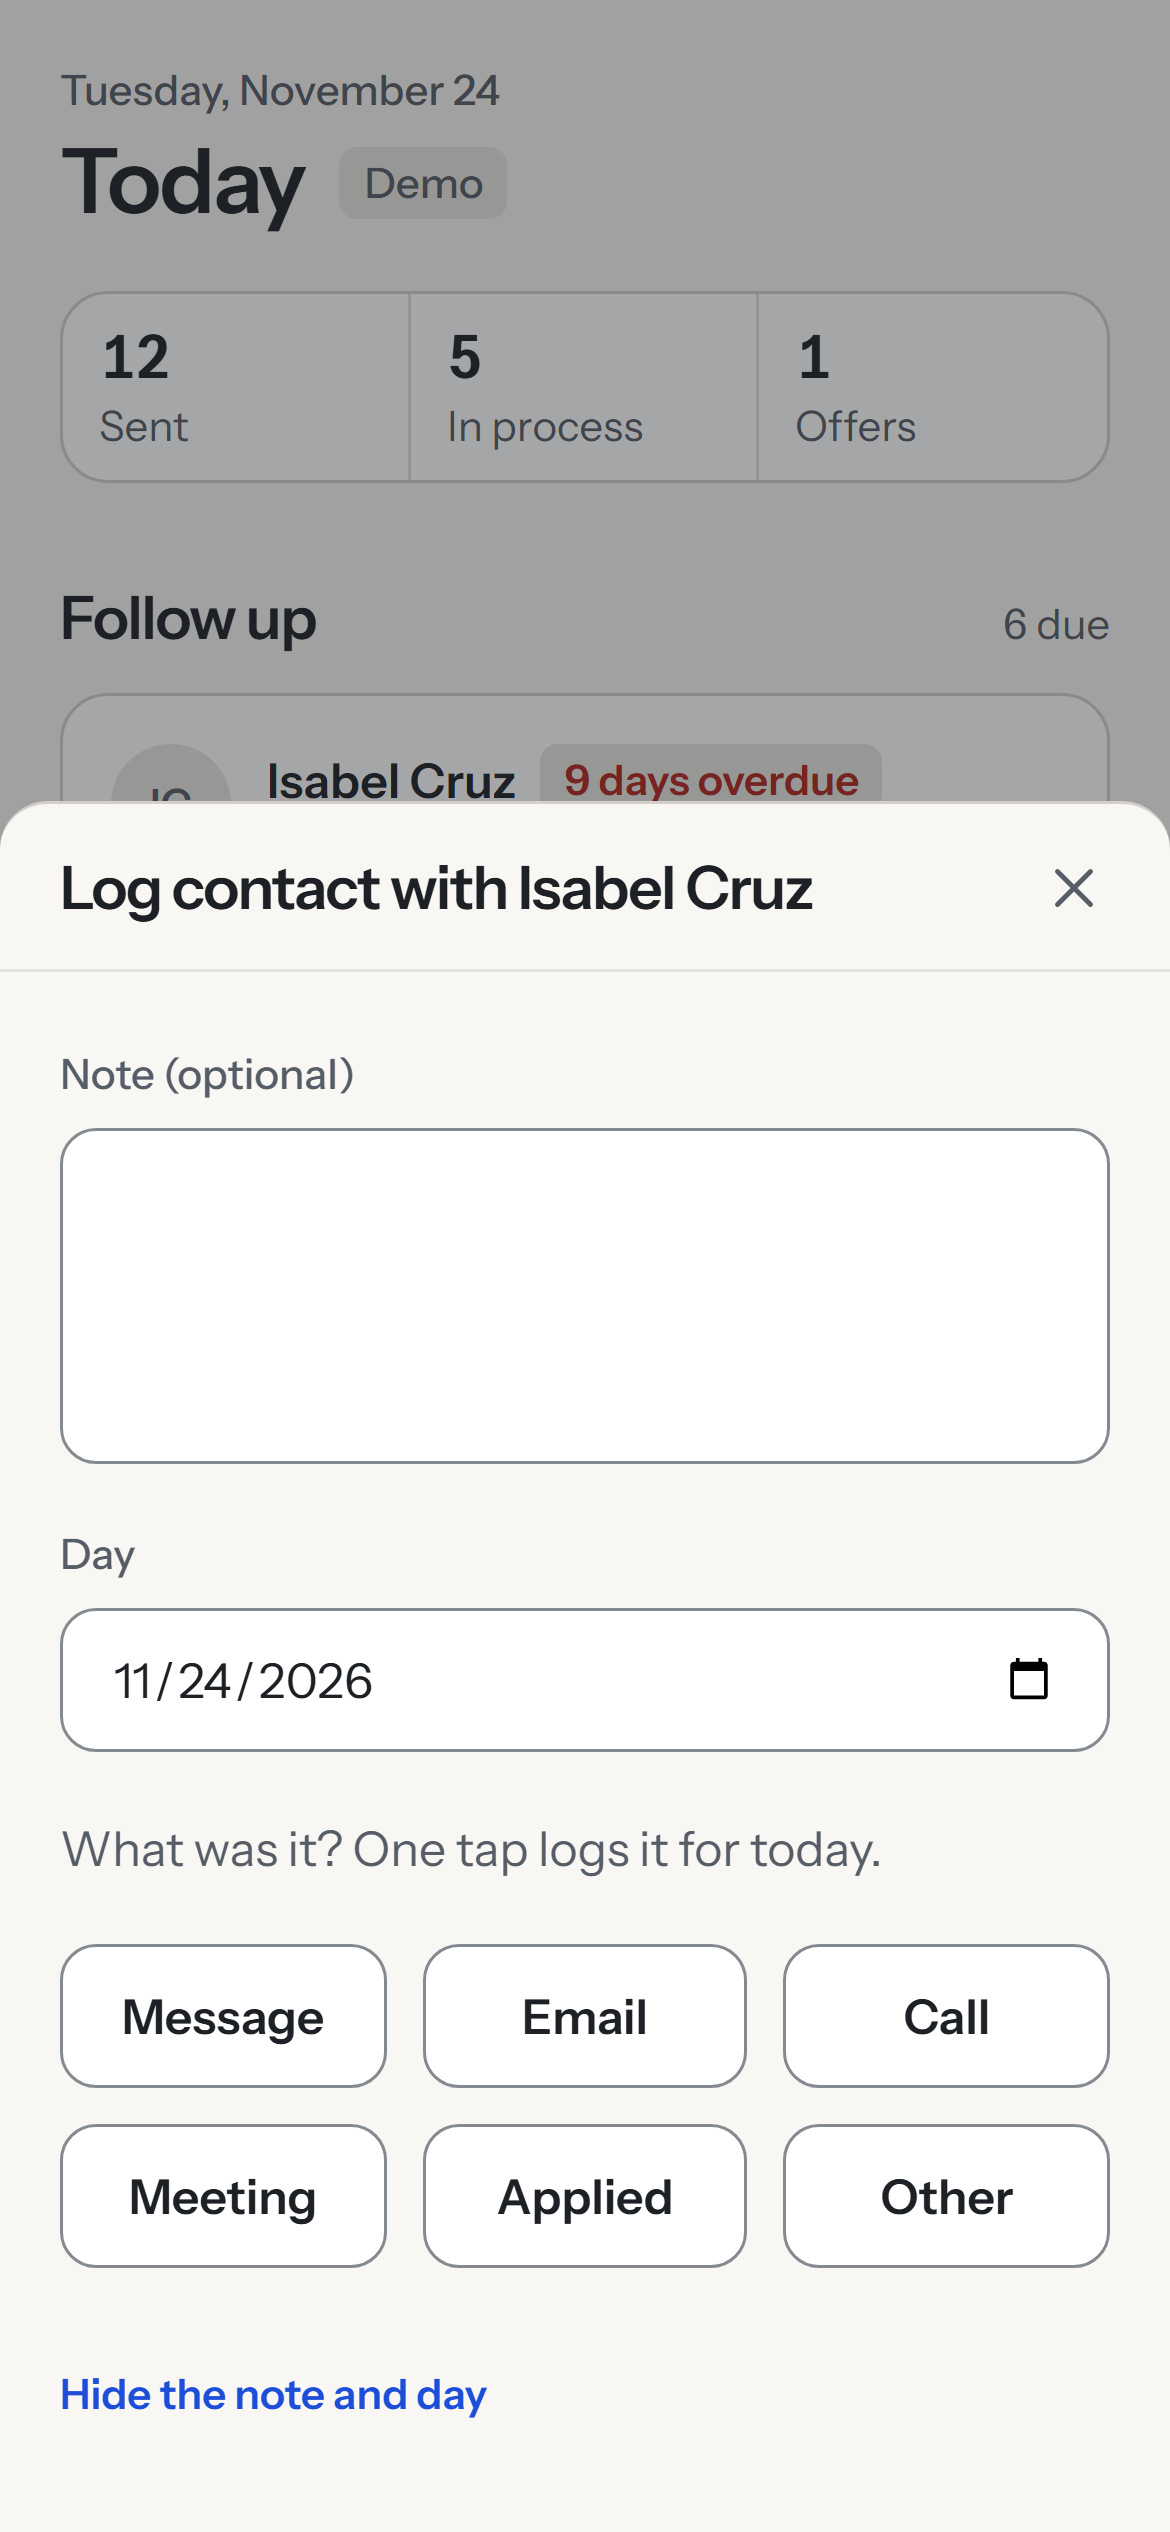 Tuesday, November 24
Today Demo
12 5 1
Sent In process Offers
Follow up 6 due
Isabel Cruz 9 days overdue
Log contact with Isabel Cruz
Note (optional)
Day
11/24/2026
What was it? One tap logs it for today.
Message Email Call
Meeting Applied Other
Hide the note and day